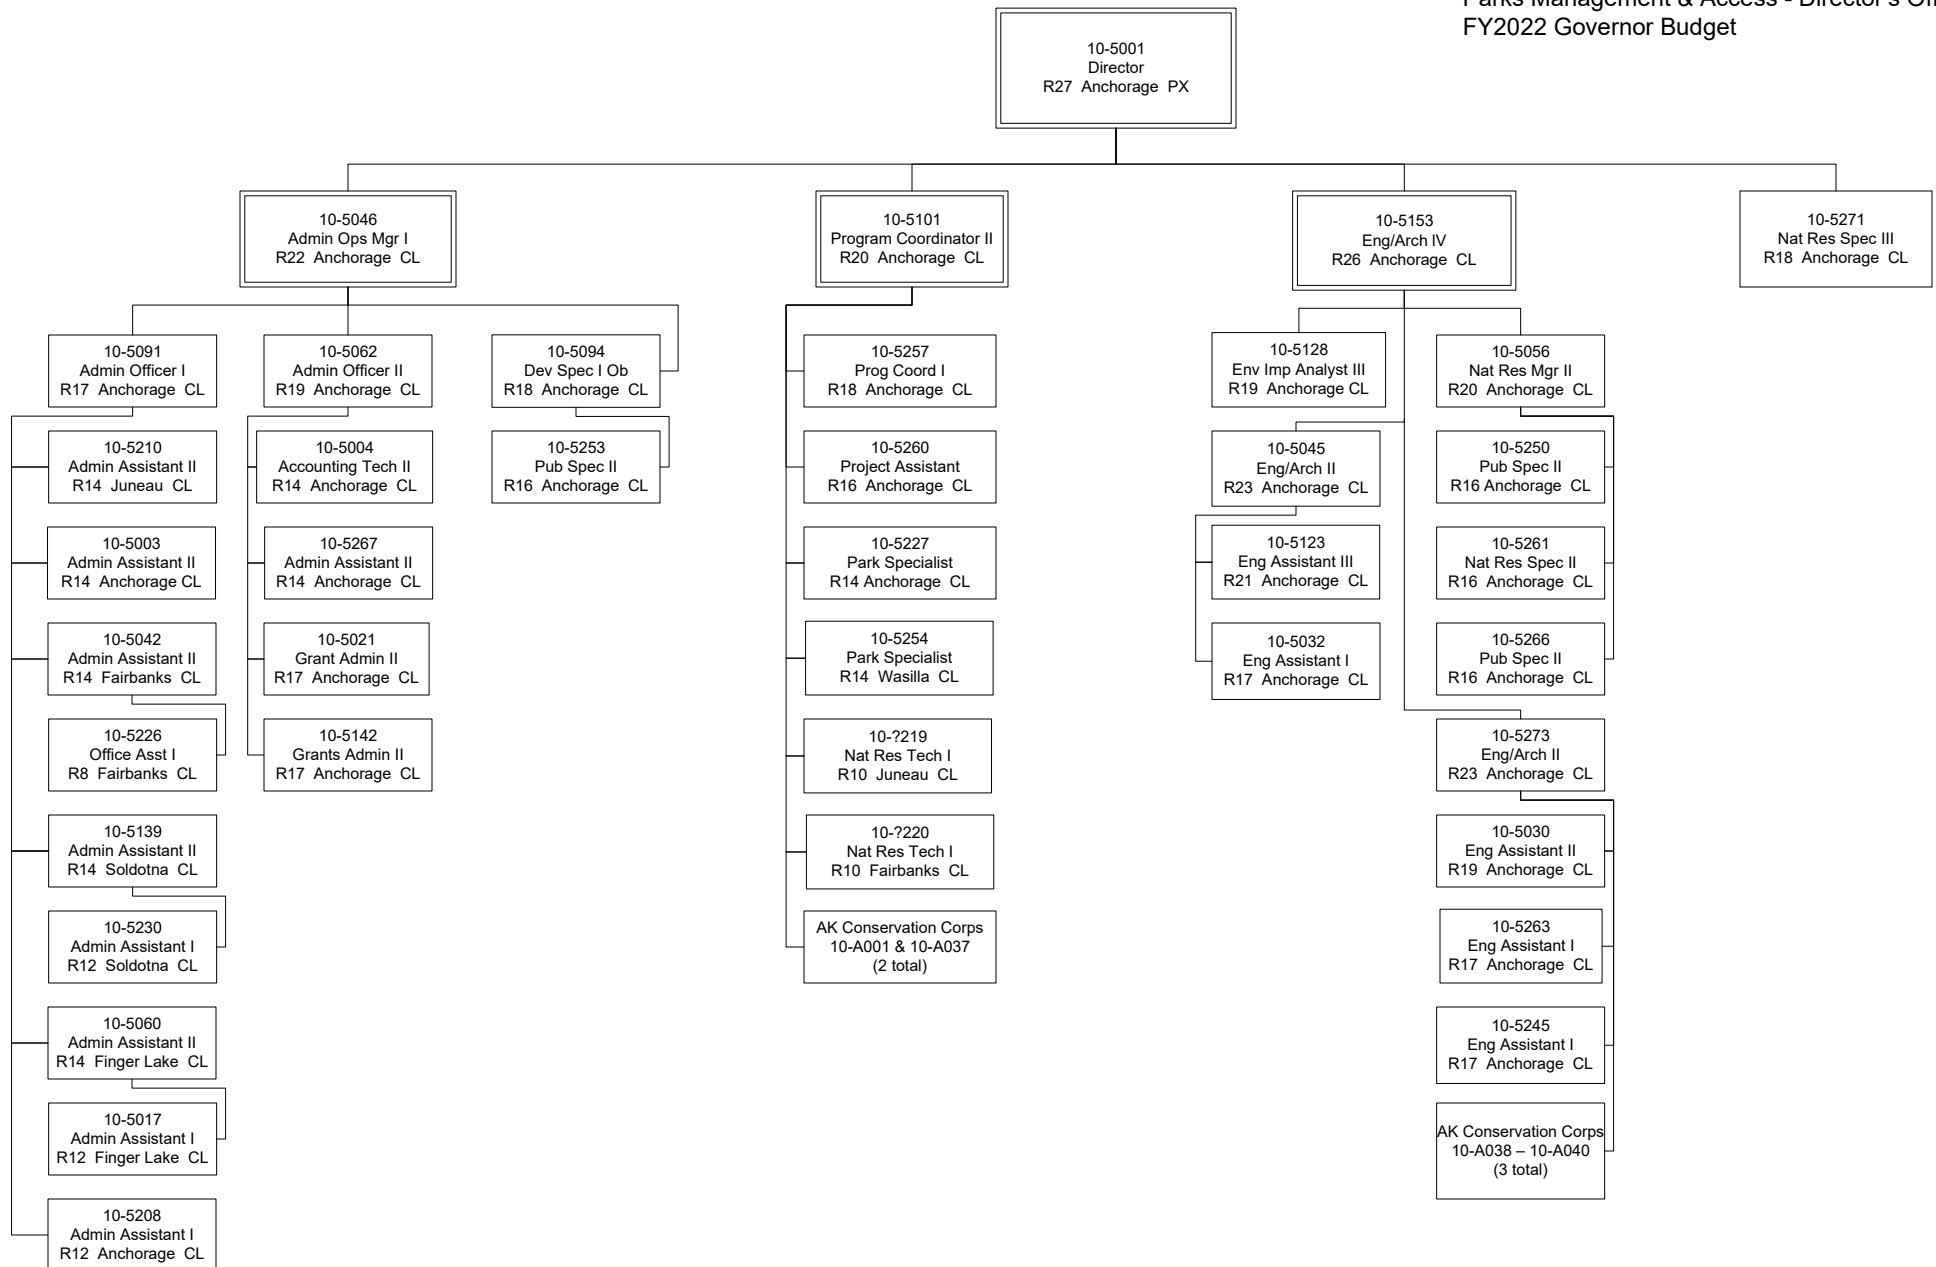 Parks Management & Access - Director's
FY2022 Governor Budget
10-5001
Director
R27 Anchorage PX
10-5046
Admin Ops Mgr I
R22 Anchorage CL
10-5101
Program Coordinator II
R20 Anchorage CL
10-5153
Eng/Arch IV
R26 Anchorage CL
10-5271
Nat Res Spec III
R18 Anchorage CL
10-5091
Admin Officer I
R17 Anchorage CL
10-5210
Admin Assistant II
R14 Juneau CL
10-5003
Admin Assistant II
R14 Anchorage CL
10-5042
Admin Assistant II
R14 Fairbanks CL
10-5226
Office Asst I
R8 Fairbanks CL
10-5139
Admin Assistant II
R14 Soldotna CL
10-5230
Admin Assistant I
R12 Soldotna CL
10-5060
Admin Assistant II
R14 Finger Lake CL
10-5017
Admin Assistant I
R12 Finger Lake CL
10-5208
Admin Assistant I
R12 Anchorage CL
10-5062
Admin Officer II
R19 Anchorage CL
10-5004
Accounting Tech II
R14 Anchorage CL
10-5267
Admin Assistant II
R14 Anchorage CL
10-5021
Grant Admin II
R17 Anchorage CL
10-5142
Grants Admin II
R17 Anchorage CL
10-5094
Dev Spec I Ob
R18 Anchorage CL
10-5253
Pub Spec II
R16 Anchorage CL
10-5257
Prog Coord I
R18 Anchorage CL
10-5260
Project Assistant
R16 Anchorage CL
10-5227
Park Specialist
R14 Anchorage CL
10-5254
Park Specialist
R14 Wasilla CL
10-?219
Nat Res Tech I
R10 Juneau CL
10-?220
Nat Res Tech I
R10 Fairbanks CL
AK Conservation Corps
10-A001 & 10-A037
(2 total)
10-5128
Env Imp Analyst III
R19 Anchorage CL
10-5045
Eng/Arch II
R23 Anchorage CL
10-5123
Eng Assistant III
R21 Anchorage CL
10-5032
Eng Assistant I
R17 Anchorage CL
10-5056
Nat Res Mgr II
R20 Anchorage CL
10-5250
Pub Spec II
R16 Anchorage CL
10-5261
Nat Res Spec II
R16 Anchorage CL
10-5266
Pub Spec II
R16 Anchorage CL
10-5273
Eng/Arch II
R23 Anchorage CL
10-5030
Eng Assistant II
R19 Anchorage CL
10-5263
Eng Assistant I
R17 Anchorage CL
10-5245
Eng Assistant I
R17 Anchorage CL
AK Conservation Corps
10-A038 – 10-A040
(3 total)